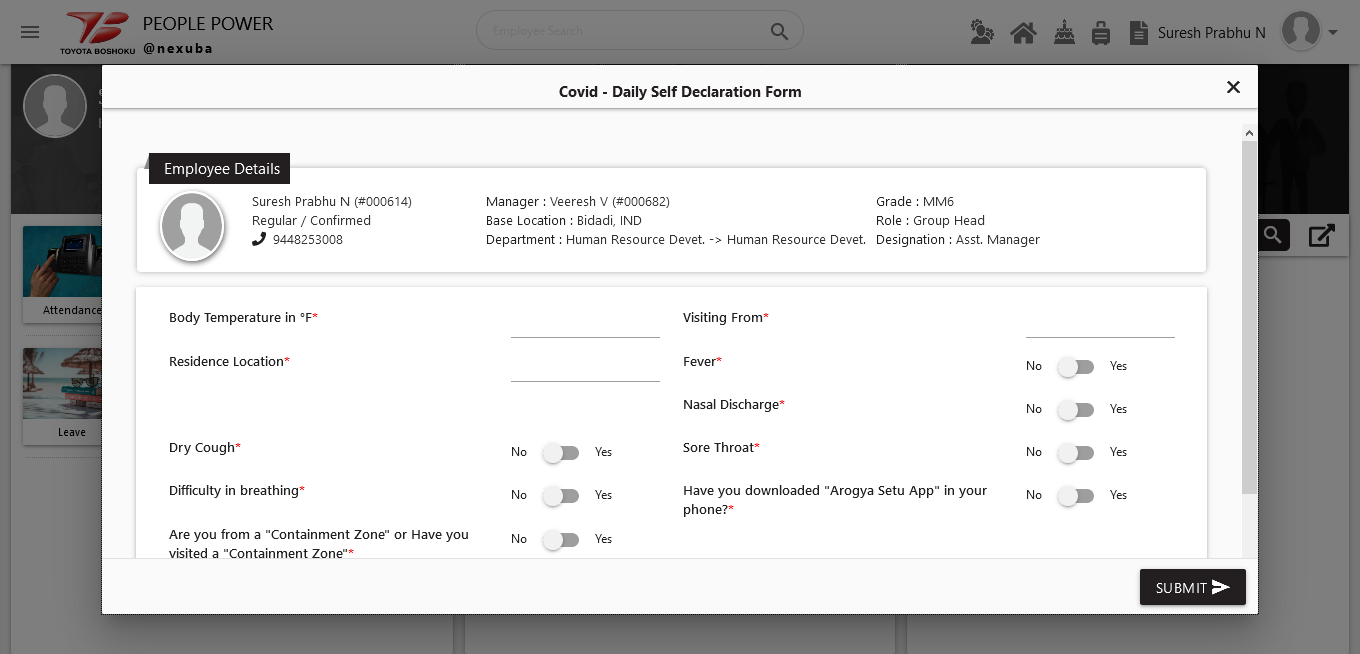 PEOPLE POWER
TOYOTA BOSHOKU
@nexuba
Employee Search
Suresh Prabhu N
Covid - Daily Self Declaration Form
Employee Details
Suresh Prabhu N (#000614)
Regular / Confirmed
9448253008
Manager : Veeresh V (#000682)
Base Location : Bidadi, IND
Department : Human Resource Devet. -> Human Resource Devet.
Grade : MM6
Role : Group Head
Designation : Asst. Manager
Attendance
Leave
Body Temperature in °F*
Visiting From*
Residence Location*
Fever*
No Yes
Nasal Discharge*
No Yes
Dry Cough*
No Yes
Sore Throat*
No Yes
Difficulty in breathing*
No Yes
Have you downloaded "Arogya Setu App" in your
phone?*
No Yes
Are you from a "Containment Zone" or Have you
visited a "Containment Zone"*
No Yes
SUBMIT